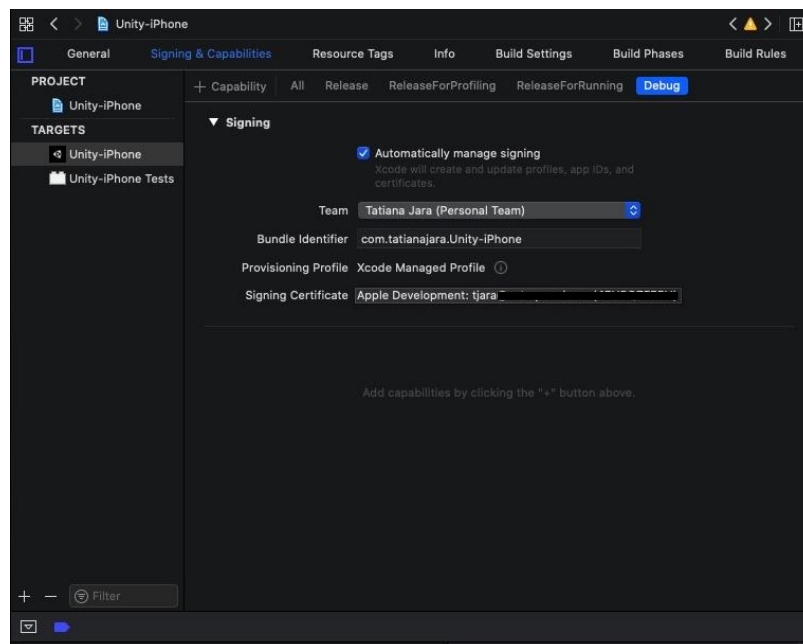 Unity-iPhone
General Signing & Capabilities Resource Tags Info Build Settings Build Phases Build Rules
PROJECT
+ Capability All Release ReleaseForProfiling ReleaseForRunning Debug
Unity-iPhone
▼ Signing
TARGETS
Unity-iPhone
Automatically manage signing
Unity-iPhone Tests
Xcode will create and update profiles, app IDs, and
certificates.
Team Tatiana Jara (Personal Team)
Bundle Identifier com.tatianajara.Unity-iPhone
Provisioning Profile Xcode Managed Profile
Signing Certificate Apple Development: tjara
Add capabilities by clicking the "+" button above.
+ − Filter